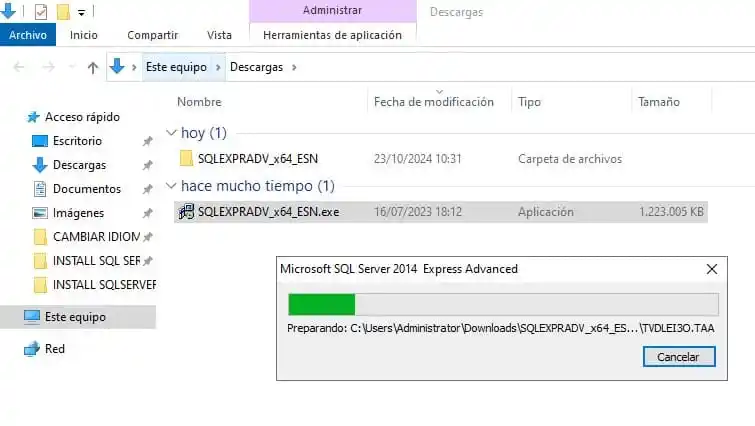 Administrar
Descargas
Archivo
Inicio
Compartir
Vista
Herramientas de aplicación
Este equipo
Descargas
Nombre
Fecha de modificación
Tipo
Tamaño
Acceso rápido
Escritorio
Descargas
Documentos
Imágenes
CAMBIAR IDIOM
INSTALL SQL SER
INSTALL SQLSERVER
Este equipo
Red
hoy (1)
SQLEXPRADV_x64_ESN 23/10/2024 10:31 Carpeta de archivos
hace mucho tiempo (1)
SQLEXPRADV_x64_ESN.exe 16/07/2023 18:12 Aplicación 1.223.005 KB
Microsoft SQL Server 2014 Express Advanced
Preparando: C:\Users\Administrator\Downloads\SQLEXPRADV_x64_ES...\TVDLEI3O.TAA
Cancelar